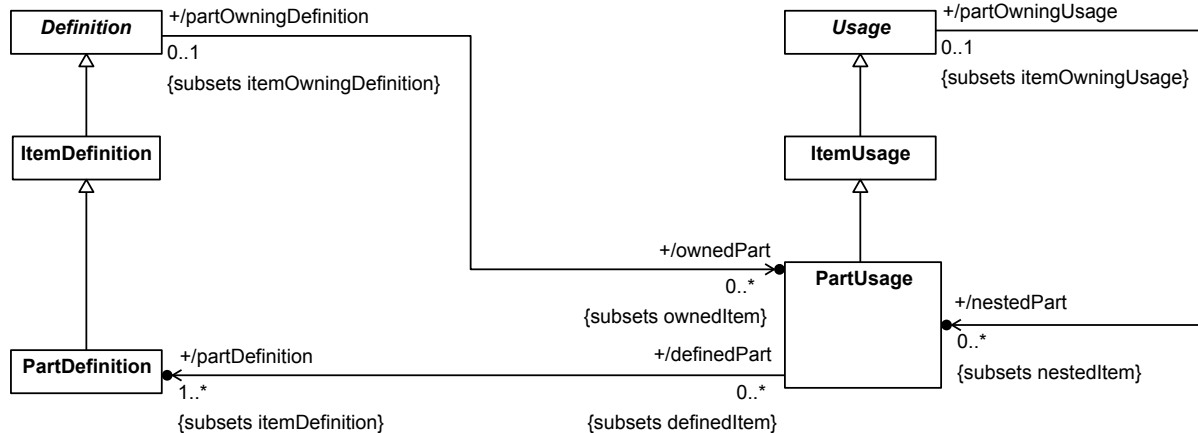 +/partOwningDefinition
Definition
0..1
{subsets itemOwningDefinition}
+/partOwningUsage
Usage
0..1
{subsets itemOwningUsage}
ItemDefinition
ItemUsage
+/ownedPart
0..*
{subsets ownedItem}
PartUsage
+/nestedPart
0..*
{subsets nestedItem}
PartDefinition
+/partDefinition
1..*
{subsets itemDefinition}
+/definedPart
0..*
{subsets definedItem}